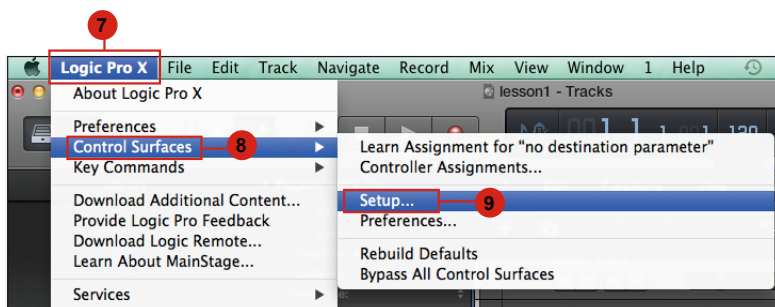 7
Logic Pro X File Edit Track Navigate Record Mix View Window 1 Help
About Logic Pro X
lesson1 - Tracks
Preferences
Control Surfaces
8
Key Commands
Download Additional Content...
Provide Logic Pro Feedback
Download Logic Remote...
Learn About MainStage...
Services
Learn Assignment for "no destination parameter"
Controller Assignments...
Setup...
9
Preferences...
Rebuild Defaults
Bypass All Control Surfaces